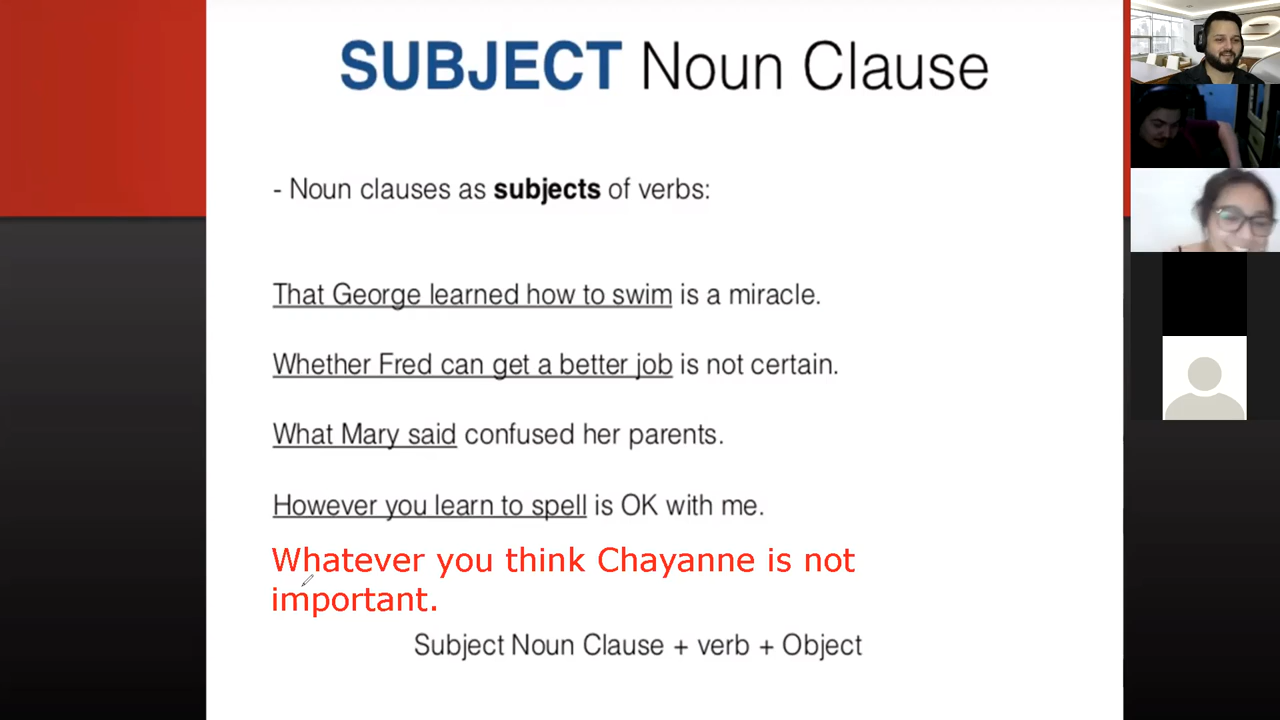 SUBJECT Noun Clause
- Noun clauses as subjects of verbs:
That George learned how to swim is a miracle.
Whether Fred can get a better job is not certain.
What Mary said confused her parents.
However you learn to spell is OK with me.
Whatever you think Chayanne is not
important.
Subject Noun Clause + verb + Object